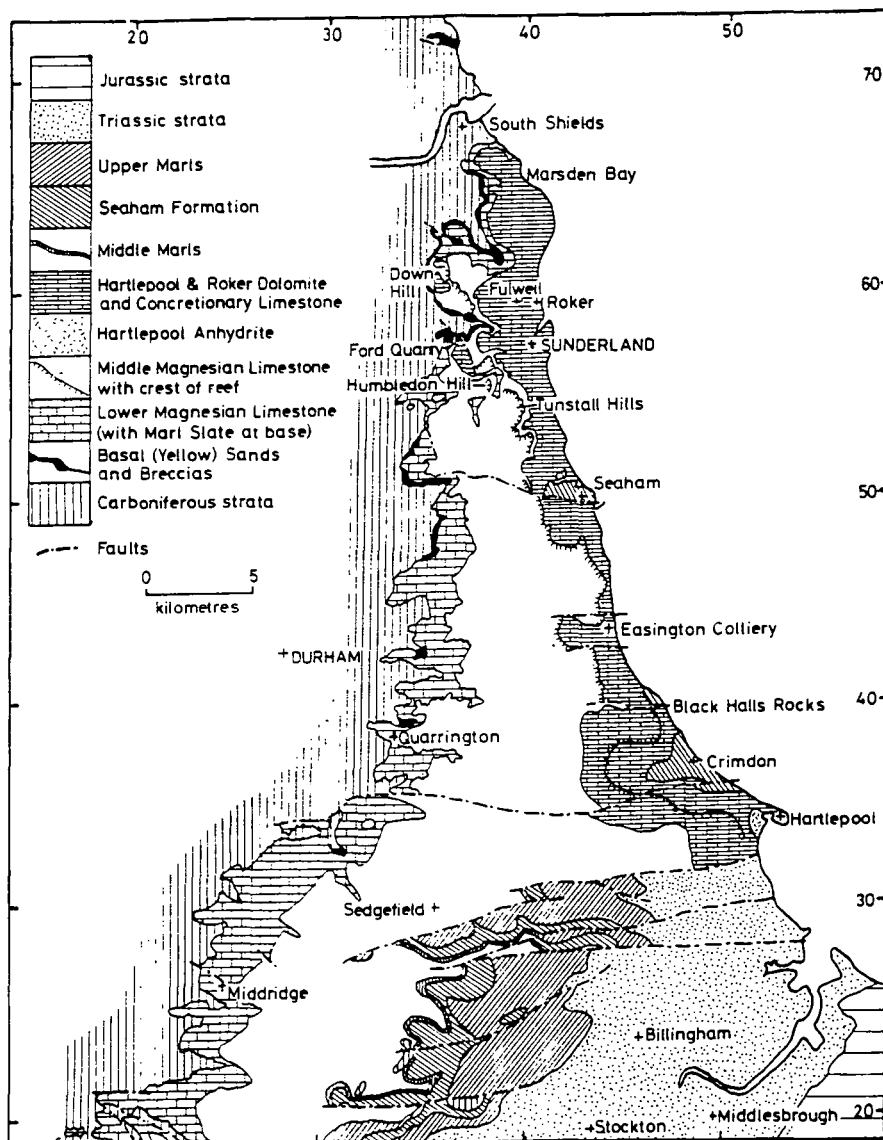 20
30
40
50
70
60
50
40
30
20
Jurassic strata
Triassic strata
Upper Marls
Seaham Formation
Middle Marls
Hartlepool & Roker Dolomite
and Concretionary Limestone
Hartlepool Anhydrite
Middle Magnesian Limestone
with crest of reef
Lower Magnesian Limestone
(with Marl Slate at base)
Basal (Yellow) Sands
and Breccias
Carboniferous strata
Faults
0 5
kilometres
South Shields
Marsden Bay
Down
Hill
Fulwell
Roker
Ford Quarry
SUNDERLAND
Humbledon Hill
Tunstall Hills
Seaham
Easington Colliery
DURHAM
Black Halls Rocks
Quarrington
Crimdon
Hartlepool
Sedgefield
Middridge
Billingham
Middlesbrough
Stockton